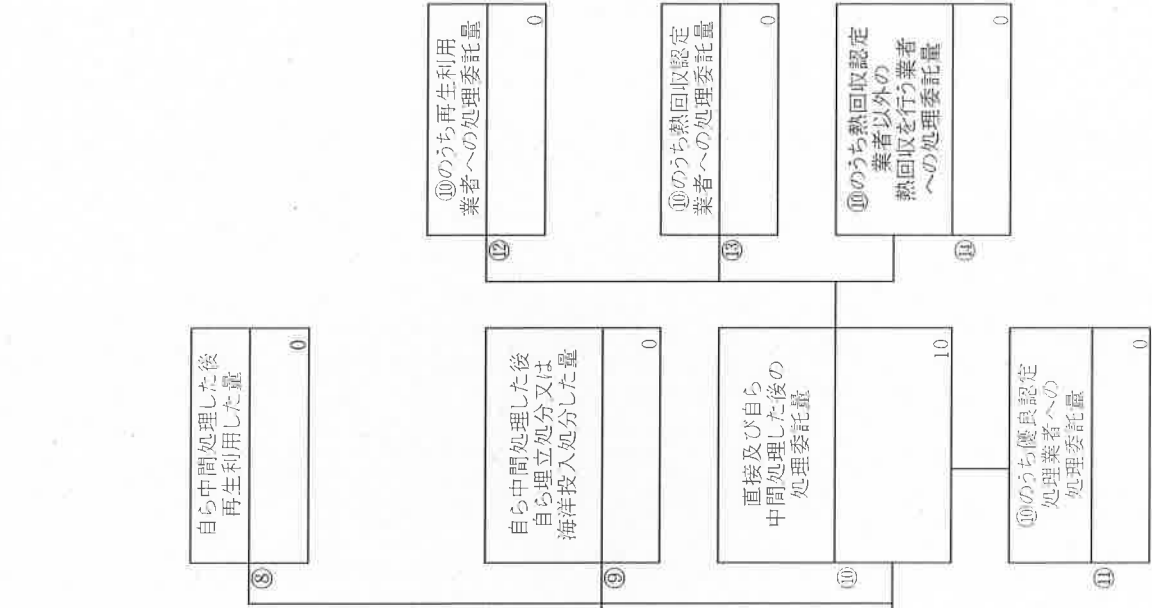 ⑧
自ら中間処理した後
再生利用した量
0
⑨
自ら中間処理した後
自ら埋立処分又は
海洋投入処分した量
0
⑩
直接及び自ら
中間処理した後の
処理委託量
10
⑪
⑩のうち優良認定
処理業者への
処理委託量
0
⑫
⑩のうち再生利用
業者への処理委託量
0
⑬
⑩のうち熱回収認定
業者への処理委託量
0
⑭
⑩のうち熱回収認定
業者以外の
熱回収を行う業者
への処理委託量
0